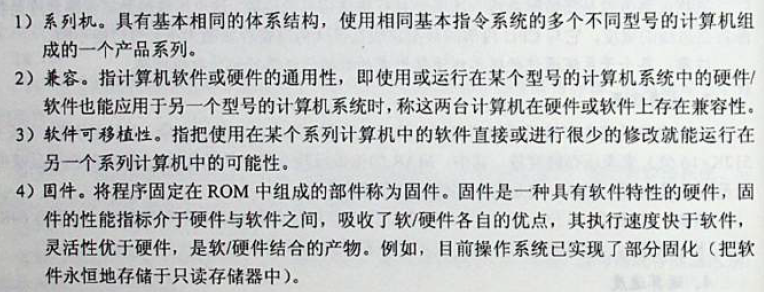 1）系列机。具有基本相同的体系结构，使用相同基本指令系统的多个不同型号的计算机组
成的一个产品系列。
2）兼容。指计算机软件或硬件的通用性，即使用或运行在某个型号的计算机系统中的硬件/
软件也能应用于另一个型号的计算机系统时，称这两台计算机在硬件或软件上存在兼容性。
3）软件可移植性。指把使用在某个系列计算机中的软件直接或进行很少的修改就能运行在
另一个系列计算机中的可能性。
4）固件。将程序固定在 ROM 中组成的部件称为固件。固件是一种具有软件特性的硬件，固
件的性能指标介于硬件与软件之间，吸收了软/硬件各自的优点，其执行速度快于软件，
灵活性优于硬件，是软/硬件结合的产物。例如，目前操作系统已实现了部分固化（把软
件永恒地存储于只读存储器中）。